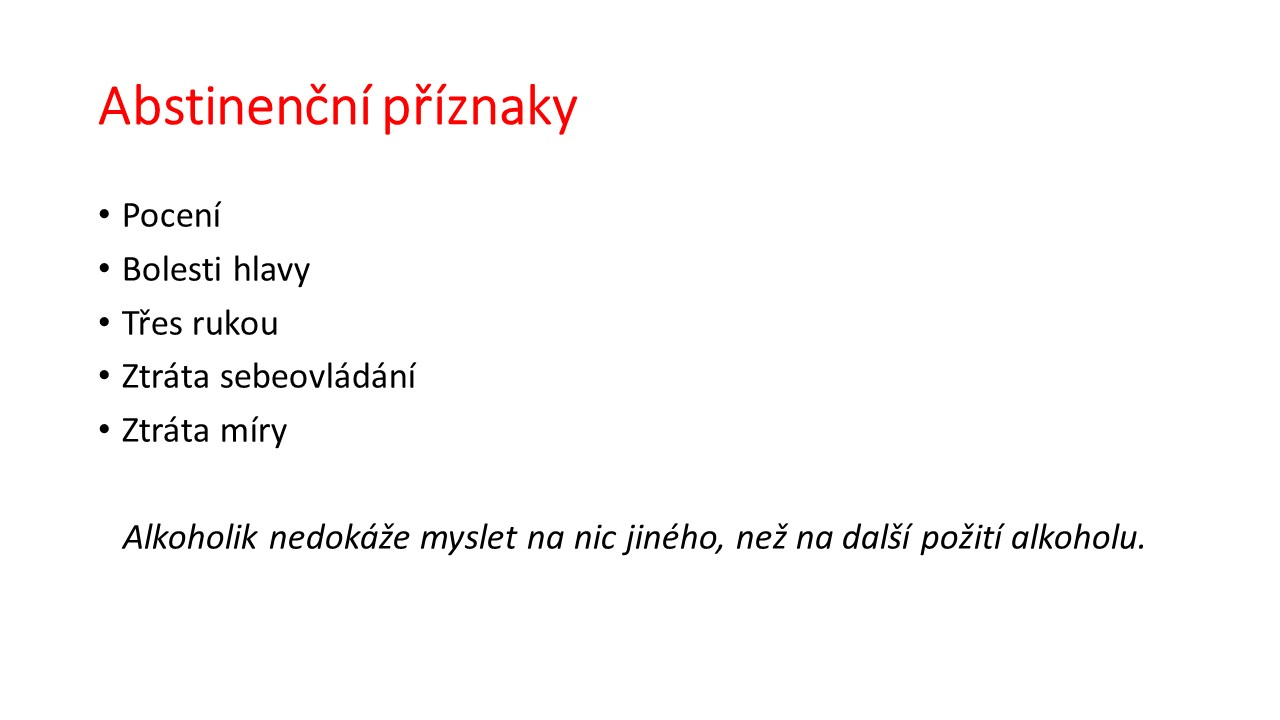 Abstinenční příznaky
• Pocení
• Bolesti hlavy
• Třes rukou
• Ztráta sebeovládání
• Ztráta míry
Alkoholik nedokáže myslet na nic jiného, než na další požití alkoholu.